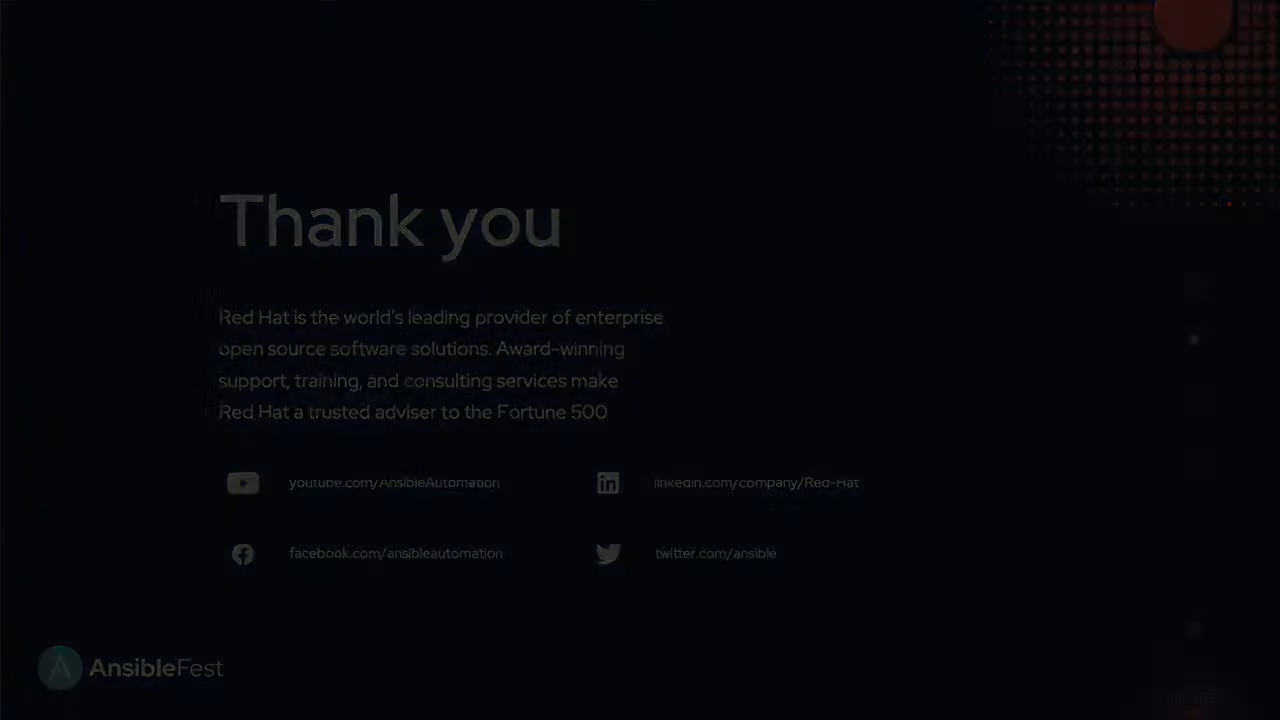 Thank you
Red Hat is the world's leading provider of enterprise
open source software solutions. Award-winning
support, training, and consulting services make
Red Hat a trusted adviser to the Fortune 500
youtube.com/AnsibleAutomation
linkedin.com/company/Red-Hat
facebook.com/ansibleautomation
twitter.com/ansible
AnsibleFest